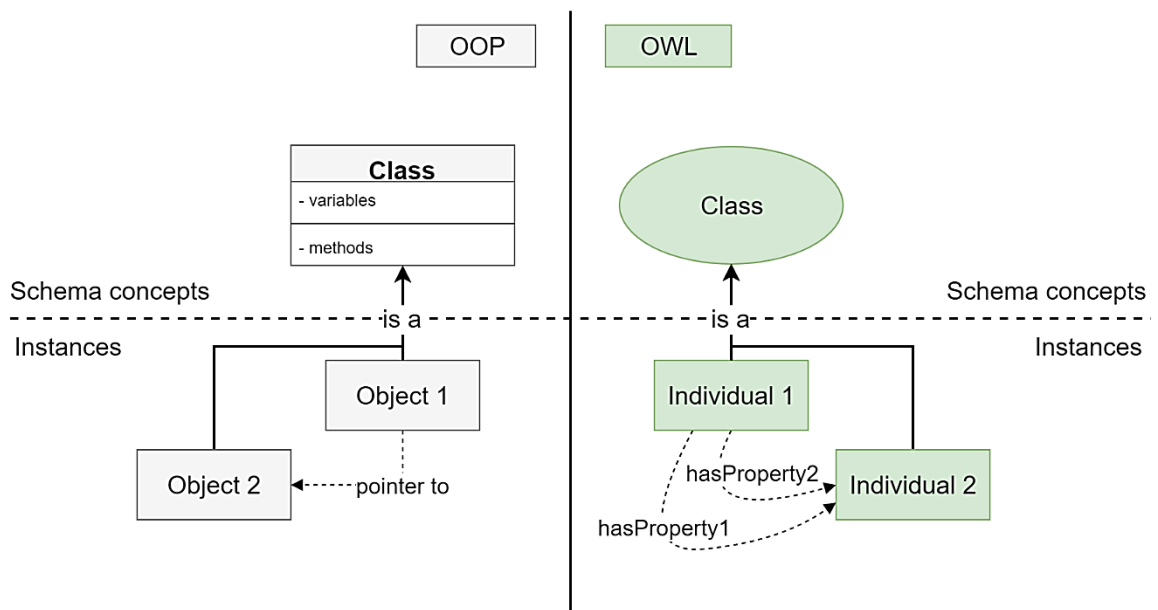 OOP
OWL
Class
- variables
- methods
Class
Schema concepts
Schema concepts
is a
is a
Instances
Instances
Object 1
Individual 1
Object 2
pointer to
hasProperty2
Individual 2
hasProperty1